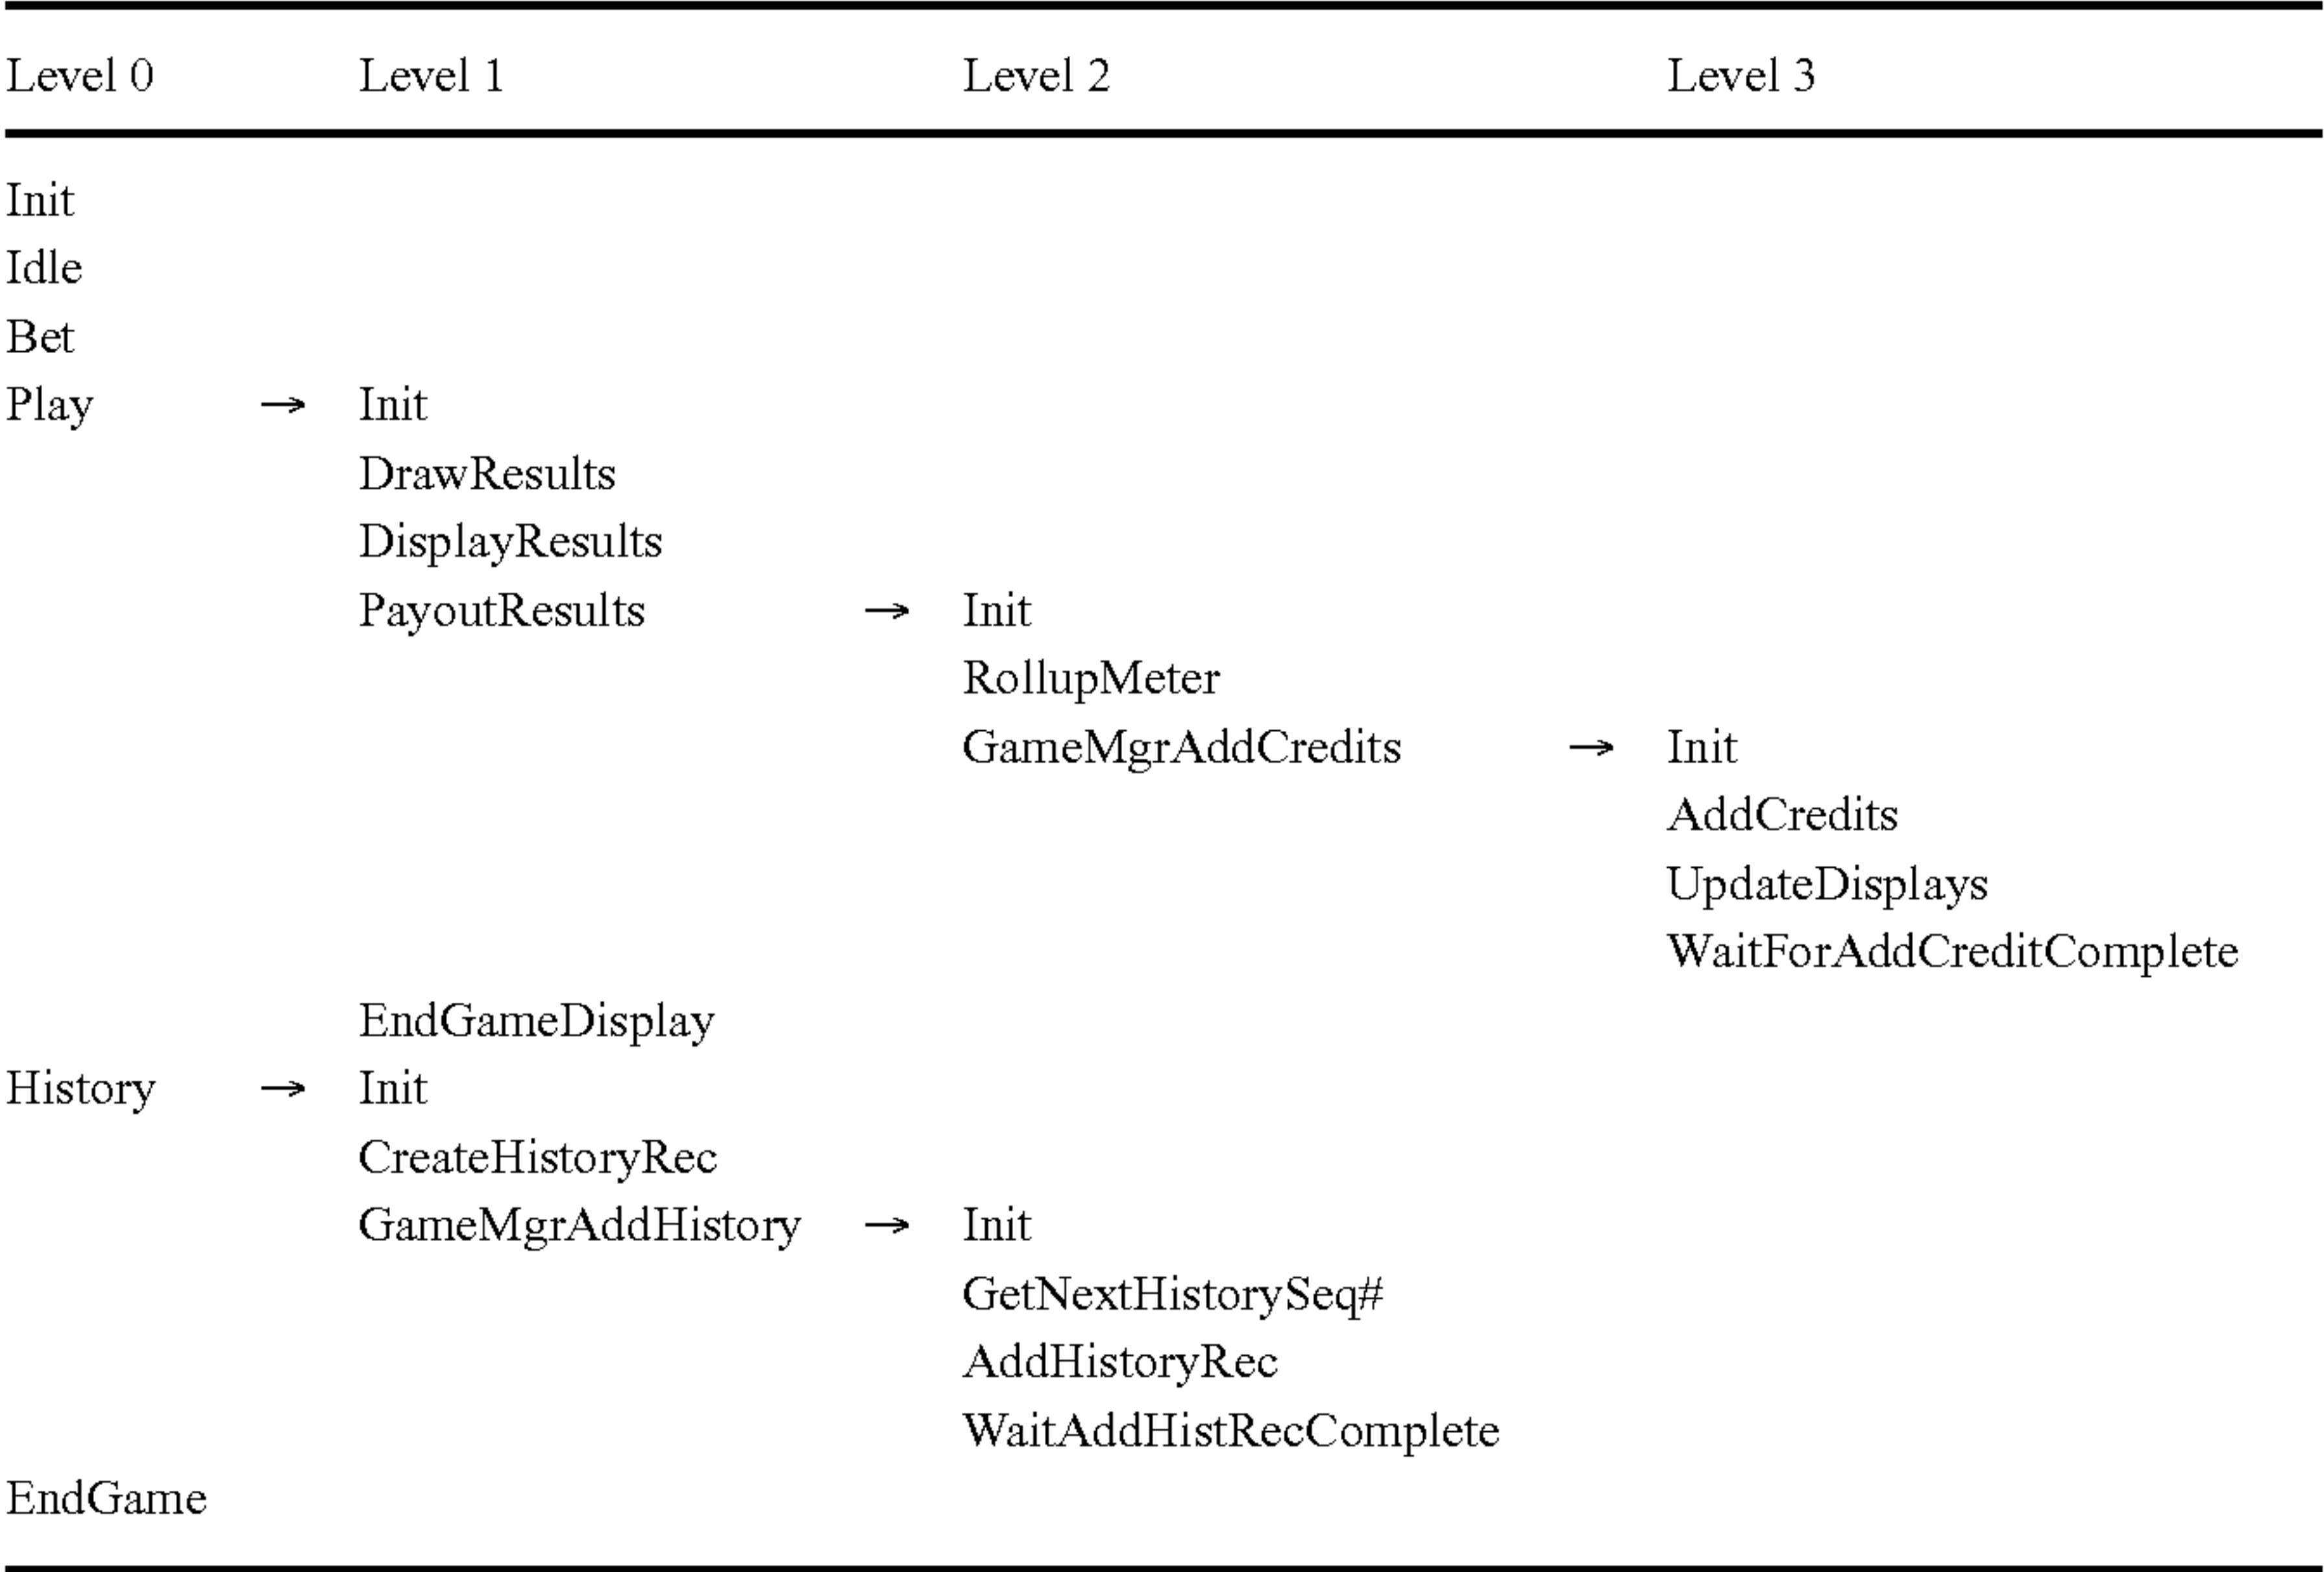 Level 0 Level 1 Level 2 Level 3
Init
Idle
Bet
Play → Init
DrawResults
DisplayResults
PayoutResults → Init
RollupMeter
GameMgrAddCredits → Init
AddCredits
UpdateDisplays
WaitForAddCreditComplete
EndGameDisplay
History → Init
CreateHistoryRec
GameMgrAddHistory → Init
GetNextHistorySeq#
AddHistoryRec
WaitAddHistRecComplete
EndGame